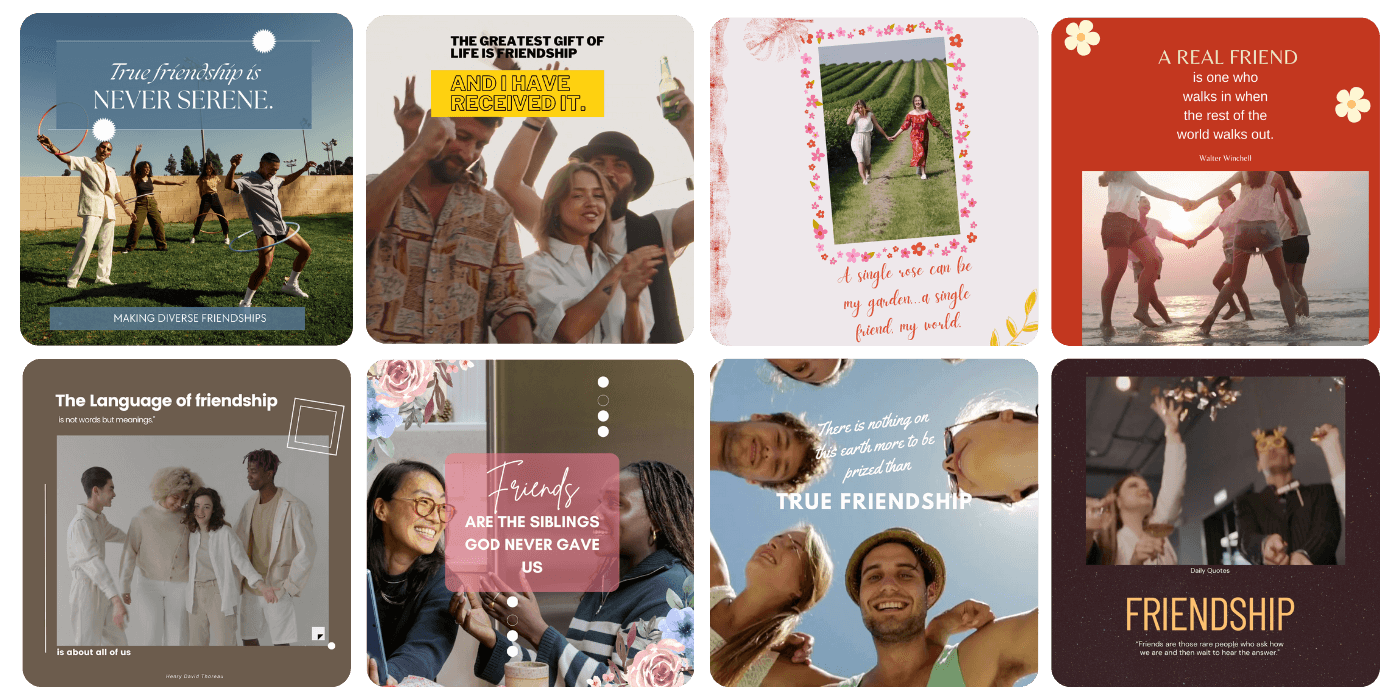 True friendship is
NEVER SERENE.
MAKING DIVERSE FRIENDSHIPS
THE GREATEST GIFT OF
LIFE IS FRIENDSHIP
AND I HAVE
RECEIVED IT.
A single rose can be
my garden...a single
friend, my world.
A REAL FRIEND
is one who
walks in when
the rest of the
world walks out.
Walter Winchell
The Language of friendship
is not words but meanings."
is about all of us
Henry David Thoreau
Friends
ARE THE SIBLINGS
GOD NEVER GAVE
US
There is nothing on
this earth more to be
prized than
TRUE FRIENDSHIP
Daily Quotes
FRIENDSHIP
"Friends are those rare people who ask how
we are and then wait to hear the answer."